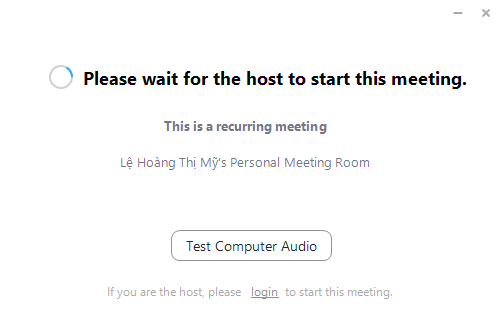 Please wait for the host to start this meeting.
This is a recurring meeting
Lệ Hoàng Thị Mỹ's Personal Meeting Room
Test Computer Audio
If you are the host, please login to start this meeting.